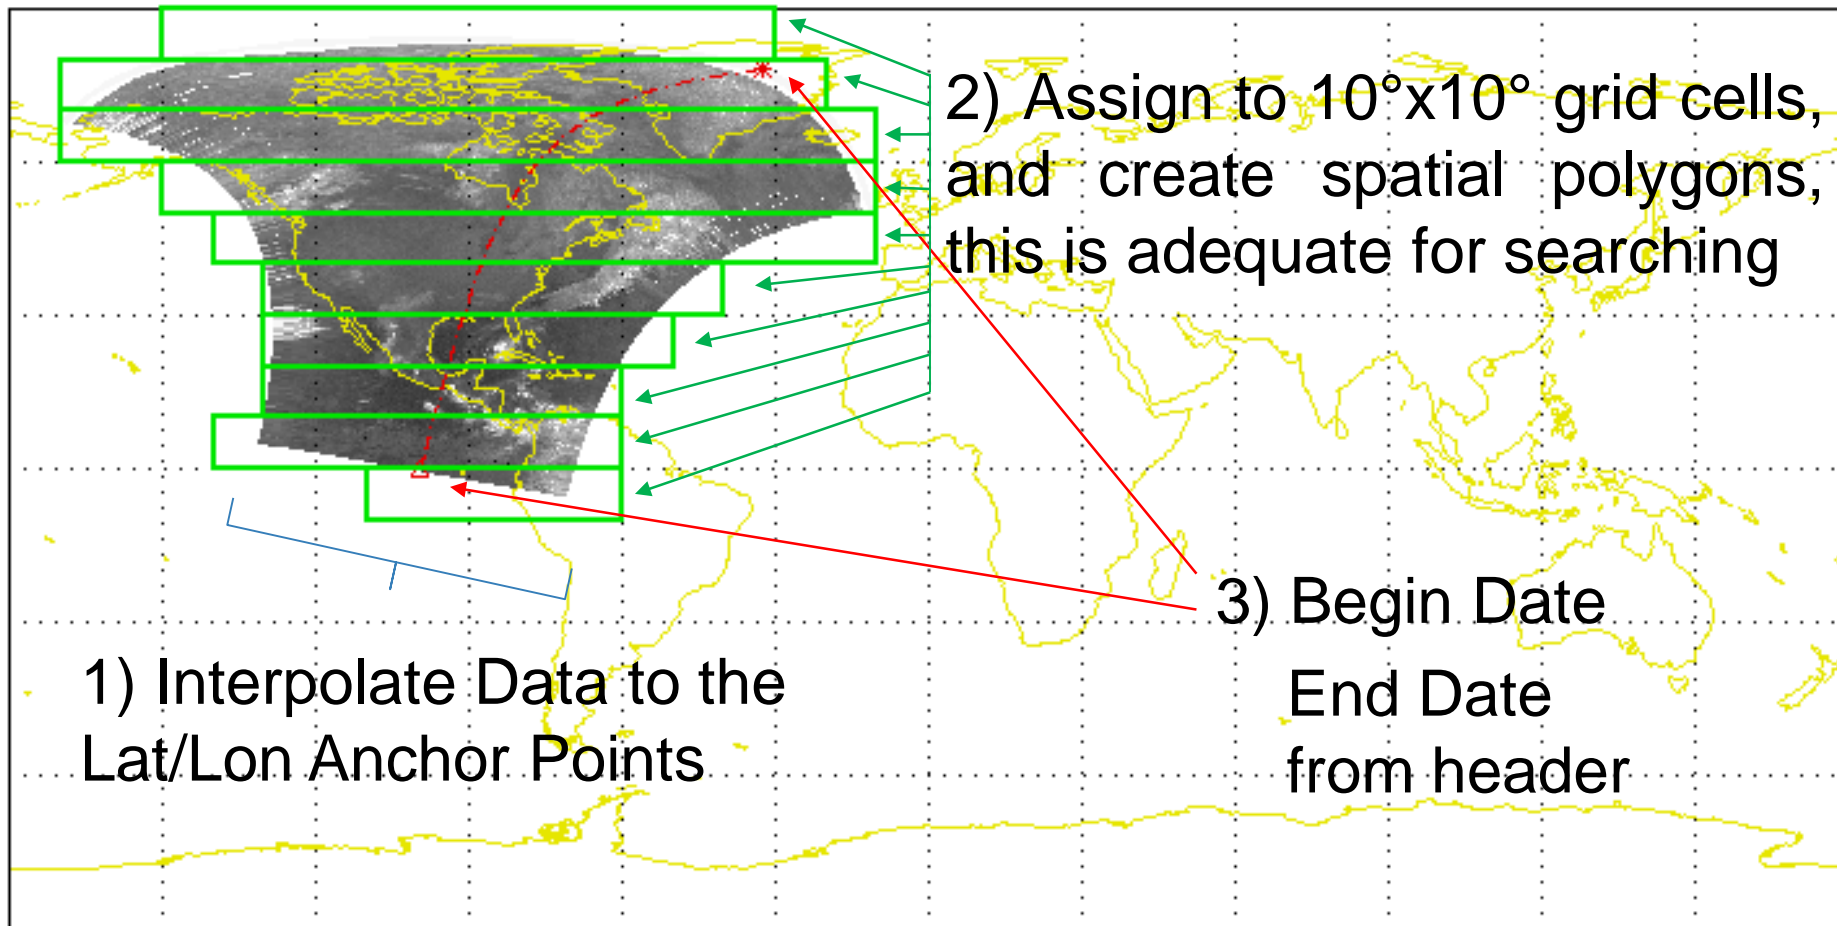 2) Assign to 10°x10° grid cells,
and create spatial polygons,
this is adequate for searching
3) Begin Date
End Date
from header
1) Interpolate Data to the
Lat/Lon Anchor Points